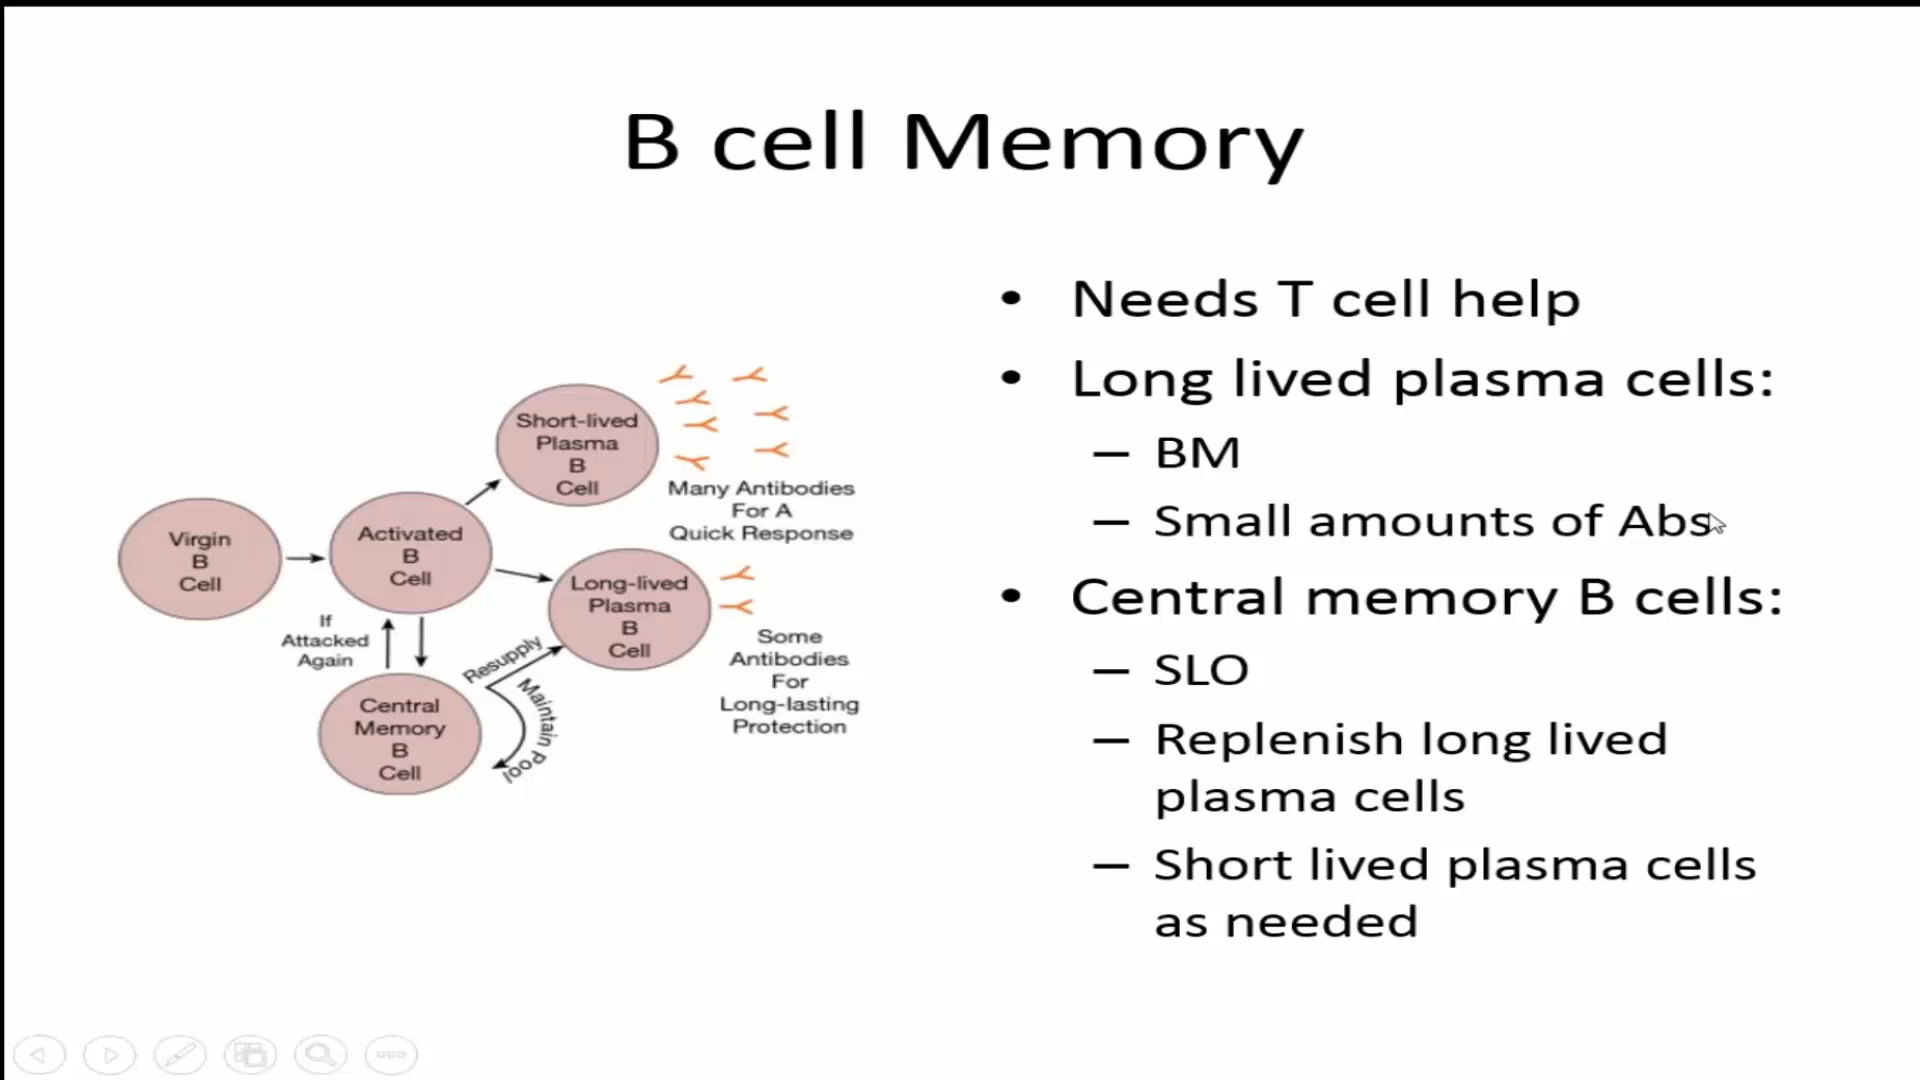 B cell Memory
Short-lived
Plasma
B
Cell
Many Antibodies
For A
Quick Response
Virgin
B
Cell
Activated
B
Cell
Long-lived
Plasma
B
Cell
Some
Antibodies
For
Long-lasting
Protection
If
Attacked
Again
Resupply
Maintain Pool
Central
Memory
B
Cell
• Needs T cell help
• Long lived plasma cells:
– BM
– Small amounts of Abs
• Central memory B cells:
– SLO
– Replenish long lived
plasma cells
– Short lived plasma cells
as needed